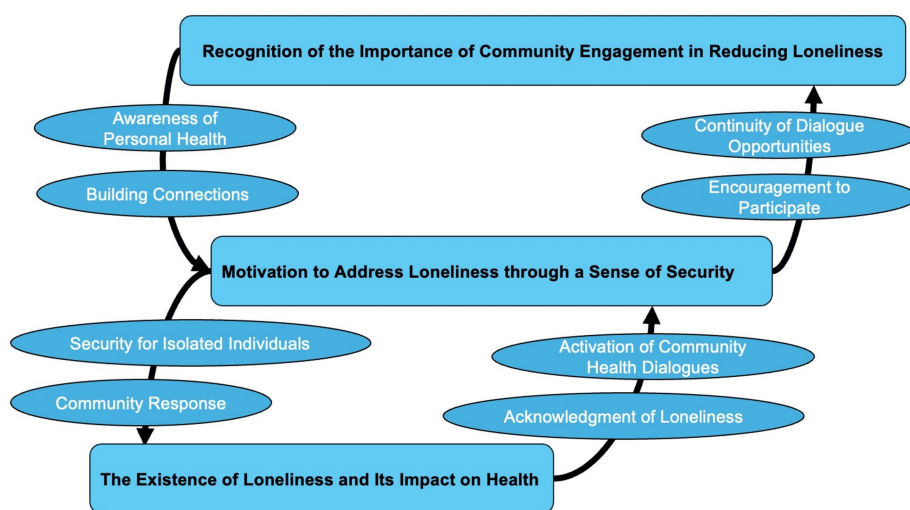 Recognition of the Importance of Community Engagement in Reducing Loneliness
Awareness of
Personal Health
Building Connections
Continuity of Dialogue
Opportunities
Encouragement to
Participate
Motivation to Address Loneliness through a Sense of Security
Security for Isolated Individuals
Community Response
Activation of Community
Health Dialogues
Acknowledgment of Loneliness
The Existence of Loneliness and Its Impact on Health